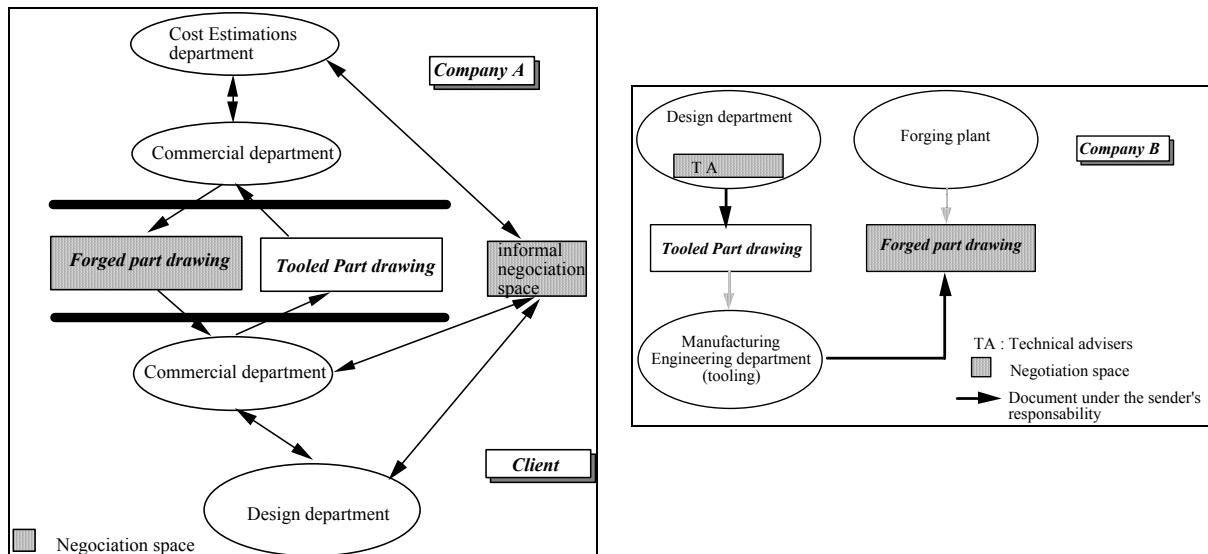 Cost Estimations
department
Company A
Commercial department
Forged part drawing
Tooled Part drawing
informal
negociation
space
Commercial department
Client
Design department
Negociation space
Design department
T A
Forging plant
Company B
Tooled Part drawing
Forged part drawing
Manufacturing
Engineering department
(tooling)
TA : Technical advisers
Negotiation space
Document under the sender's
responsability